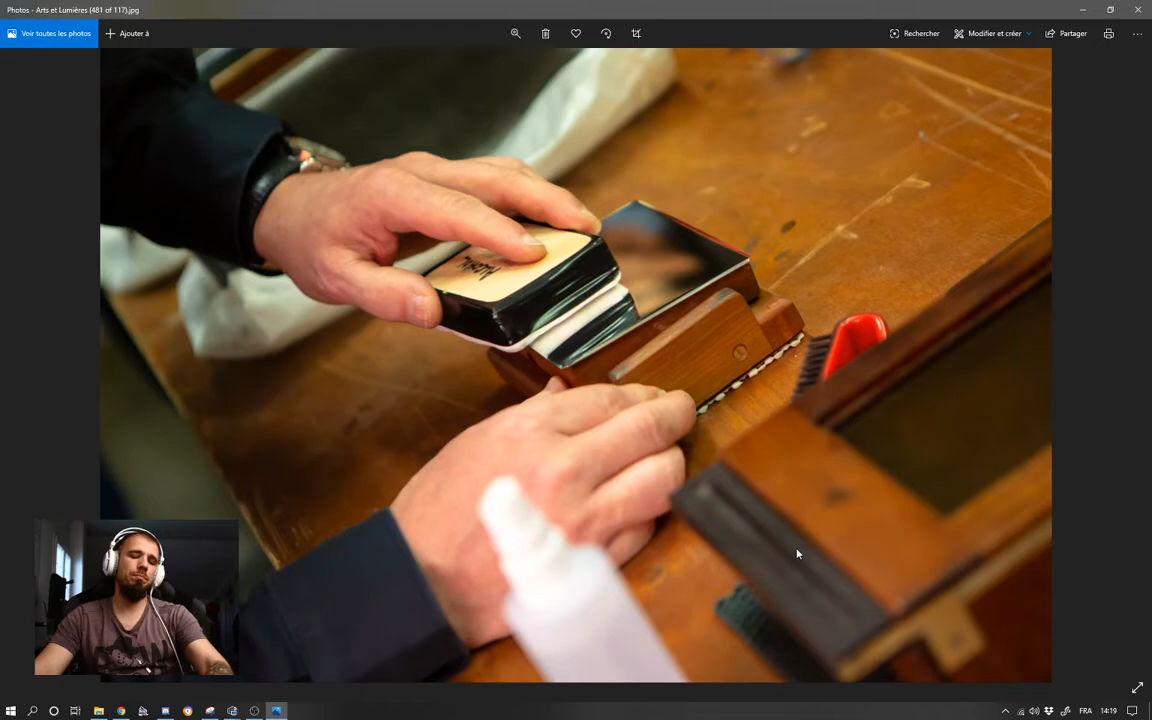 Photos - Arts et Lumières (481 of 117).jpg
Voir toutes les photos
Ajouter à
Rechercher
Modifier et créer
Partager
FRA
14:19